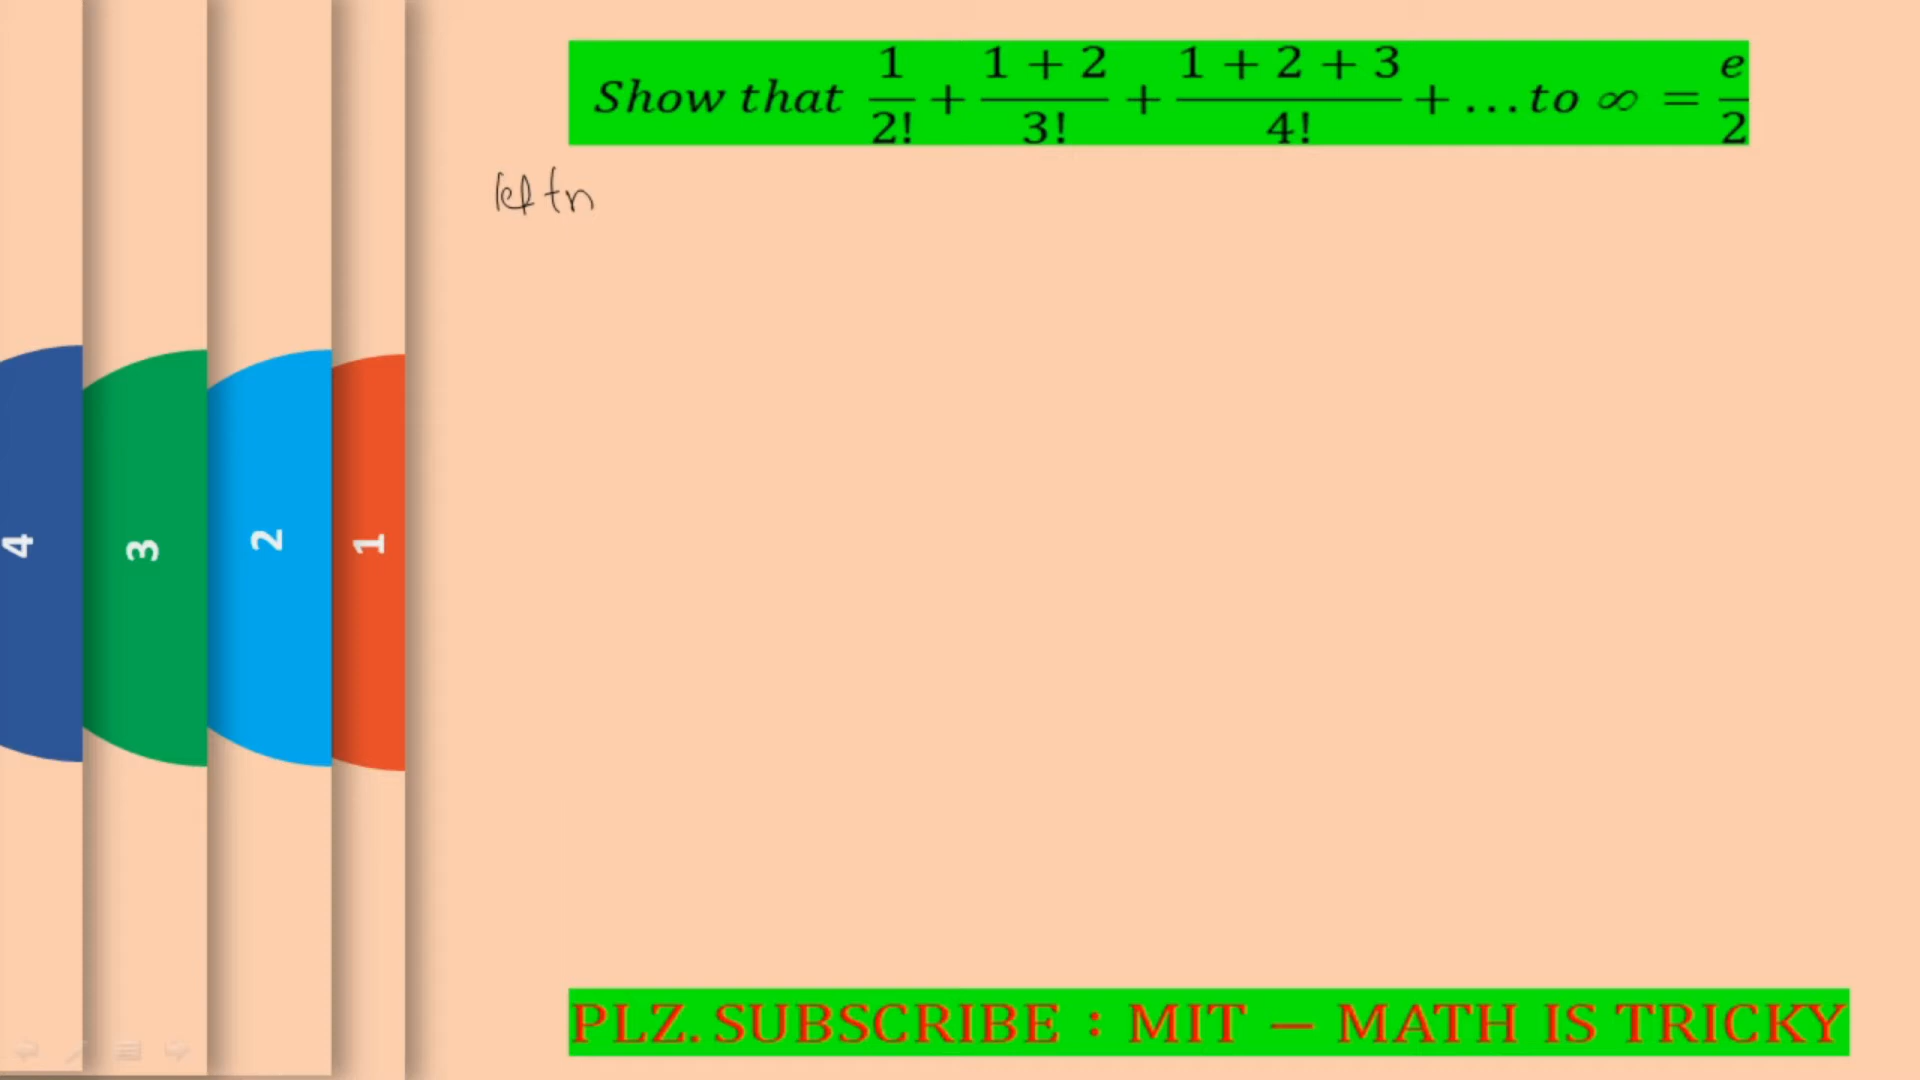 Show that 1/2! + (1 + 2)/3! + (1 + 2 + 3)/4! + ... to ∞ = e/2
let tn
4
3
2
1
PLZ. SUBSCRIBE : MIT − MATH IS TRICKY